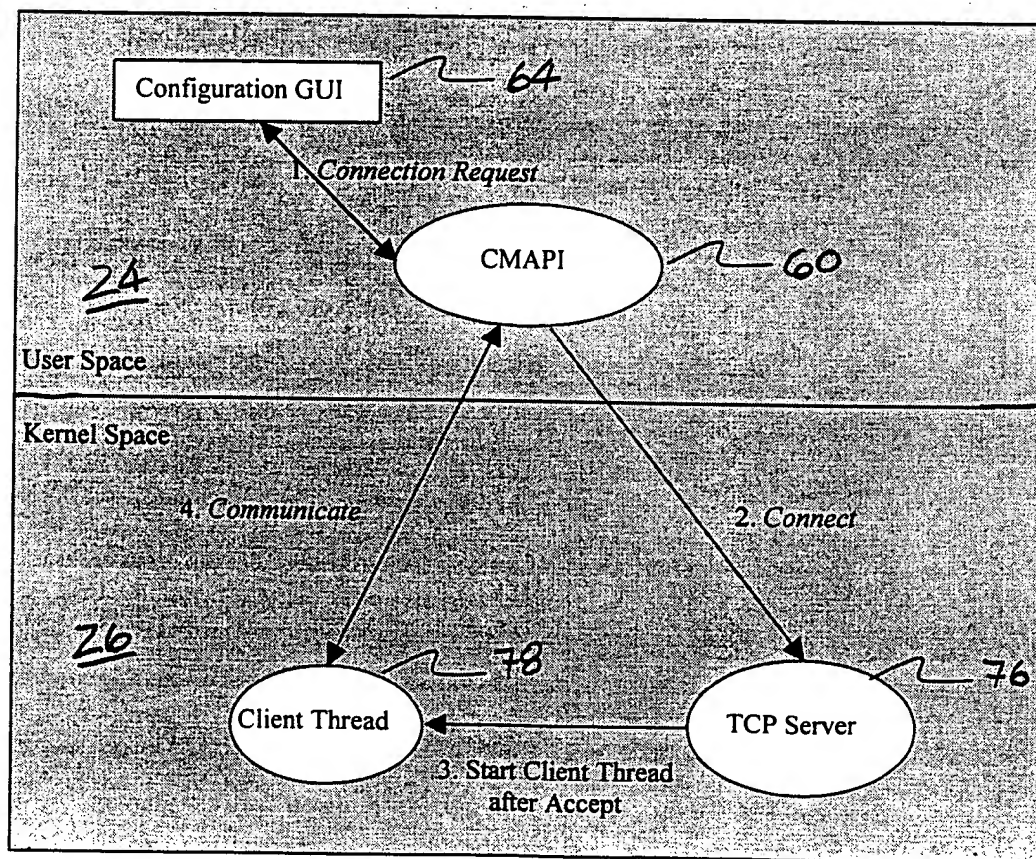 Configuration GUI
64
1. Connection Request
CMAPI
60
24
User Space
Kernel Space
4. Communicate
2. Connect
26
78
76
Client Thread
TCP Server
3. Start Client Thread
after Accept